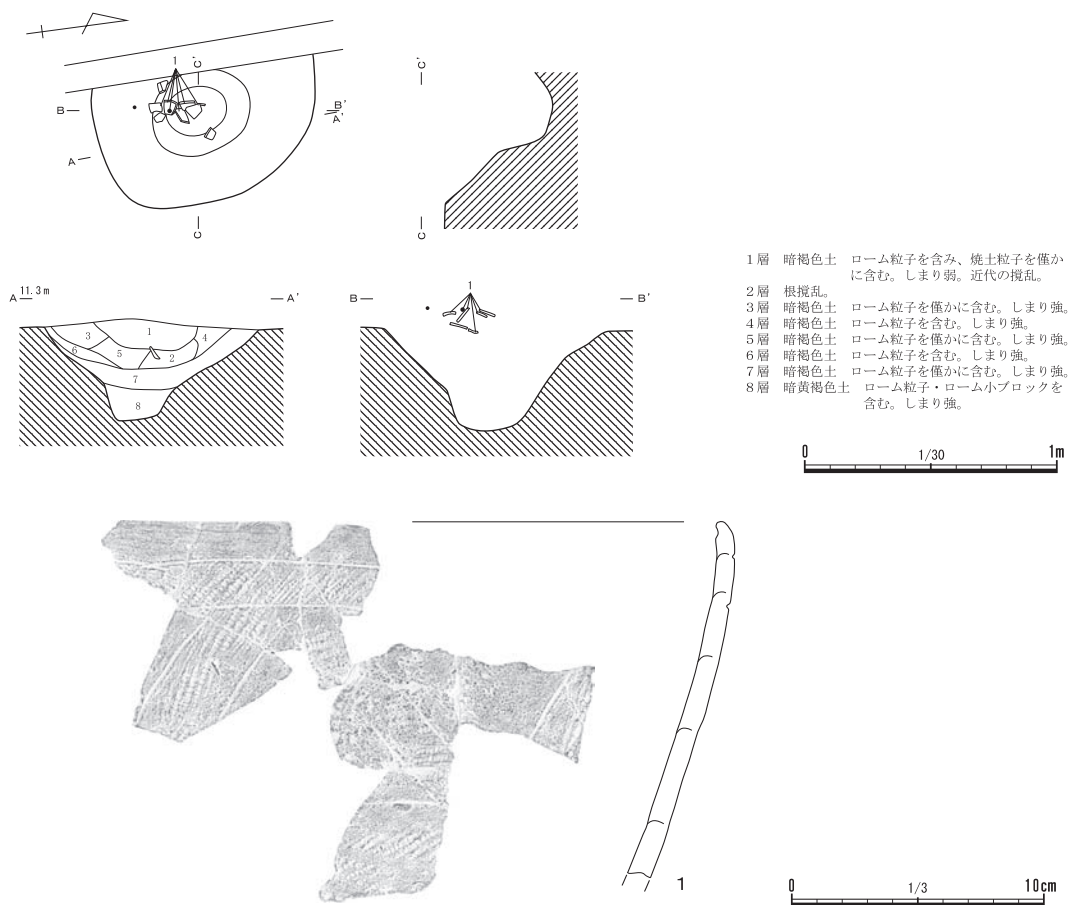 1
C'
B
B'
A'
A
C
C'
C
A 11.3m A'
1
3
4
2
5
6
7
8
B 1 B'
1層 暗褐色土 ローム粒子を含み、焼土粒子を僅か
に含む。しまり弱。近代の撹乱。
2層 根撹乱。
3層 暗褐色土 ローム粒子を僅かに含む。しまり強。
4層 暗褐色土 ローム粒子を含む。しまり強。
5層 暗褐色土 ローム粒子を僅かに含む。しまり強。
6層 暗褐色土 ローム粒子を含む。しまり強。
7層 暗褐色土 ローム粒子を僅かに含む。しまり強。
8層 暗黄褐色土 ローム粒子・ローム小ブロックを
含む。しまり強。
0 1/30 1m
1
0 1/3 10cm